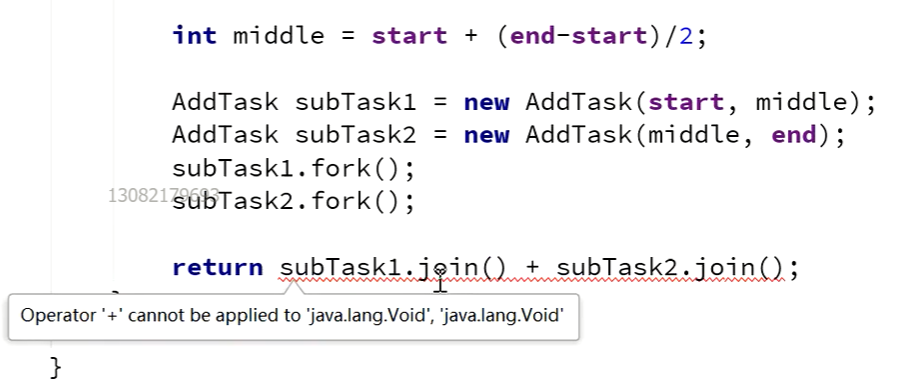 int middle = start + (end-start)/2;
AddTask subTask1 = new AddTask(start, middle);
AddTask subTask2 = new AddTask(middle, end);
subTask1.fork();
13082179693
subTask2.fork();
return subTask1.join() + subTask2.join();
Operator '+' cannot be applied to 'java.lang.Void', 'java.lang.Void'
}